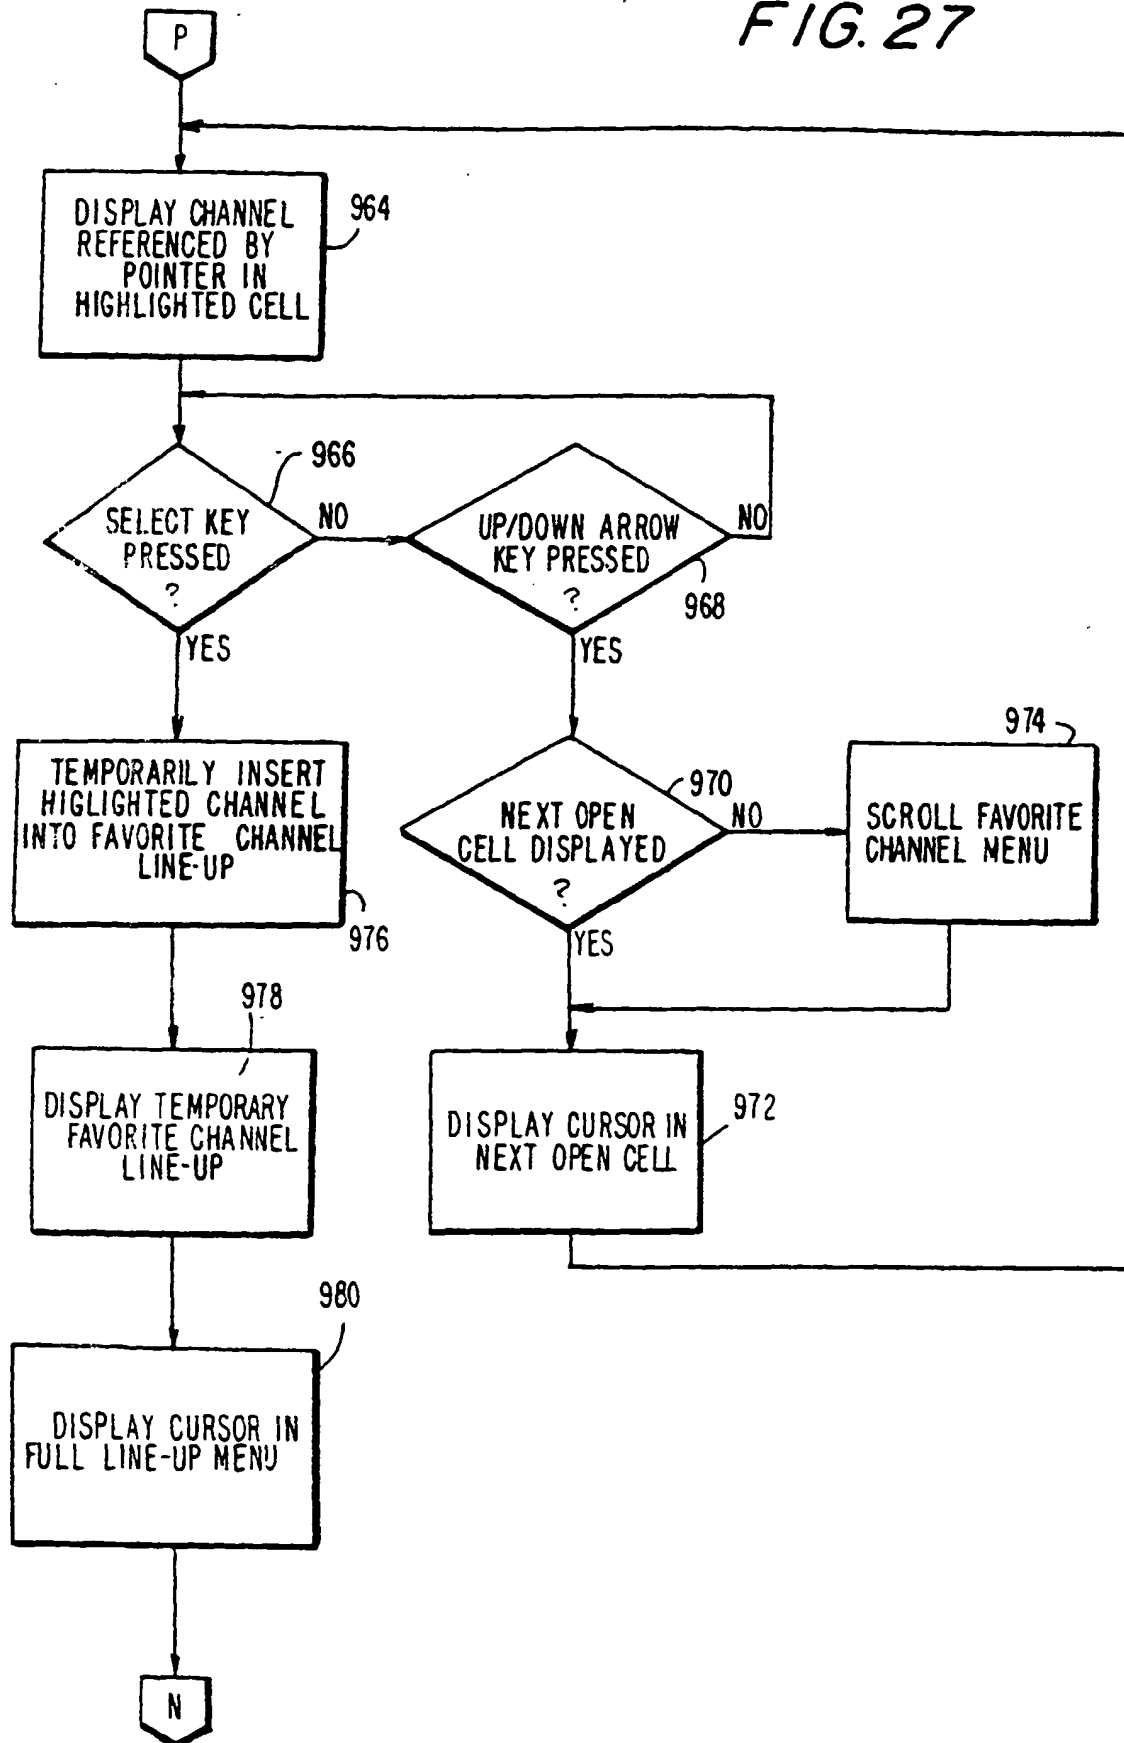 FIG. 27
P
DISPLAY CHANNEL
REFERENCED BY
POINTER IN
HIGHLIGHTED CELL
964
SELECT KEY
PRESSED
?
966
NO
YES
UP/DOWN ARROW
KEY PRESSED
?
968
NO
YES
NEXT OPEN
CELL DISPLAYED
?
970
NO
YES
974
SCROLL FAVORITE
CHANNEL MENU
TEMPORARILY INSERT
HIGLIGHTED CHANNEL
INTO FAVORITE CHANNEL
LINE-UP
976
978
DISPLAY TEMPORARY
FAVORITE CHANNEL
LINE-UP
DISPLAY CURSOR IN
NEXT OPEN CELL
972
980
DISPLAY CURSOR IN
FULL LINE-UP MENU
N